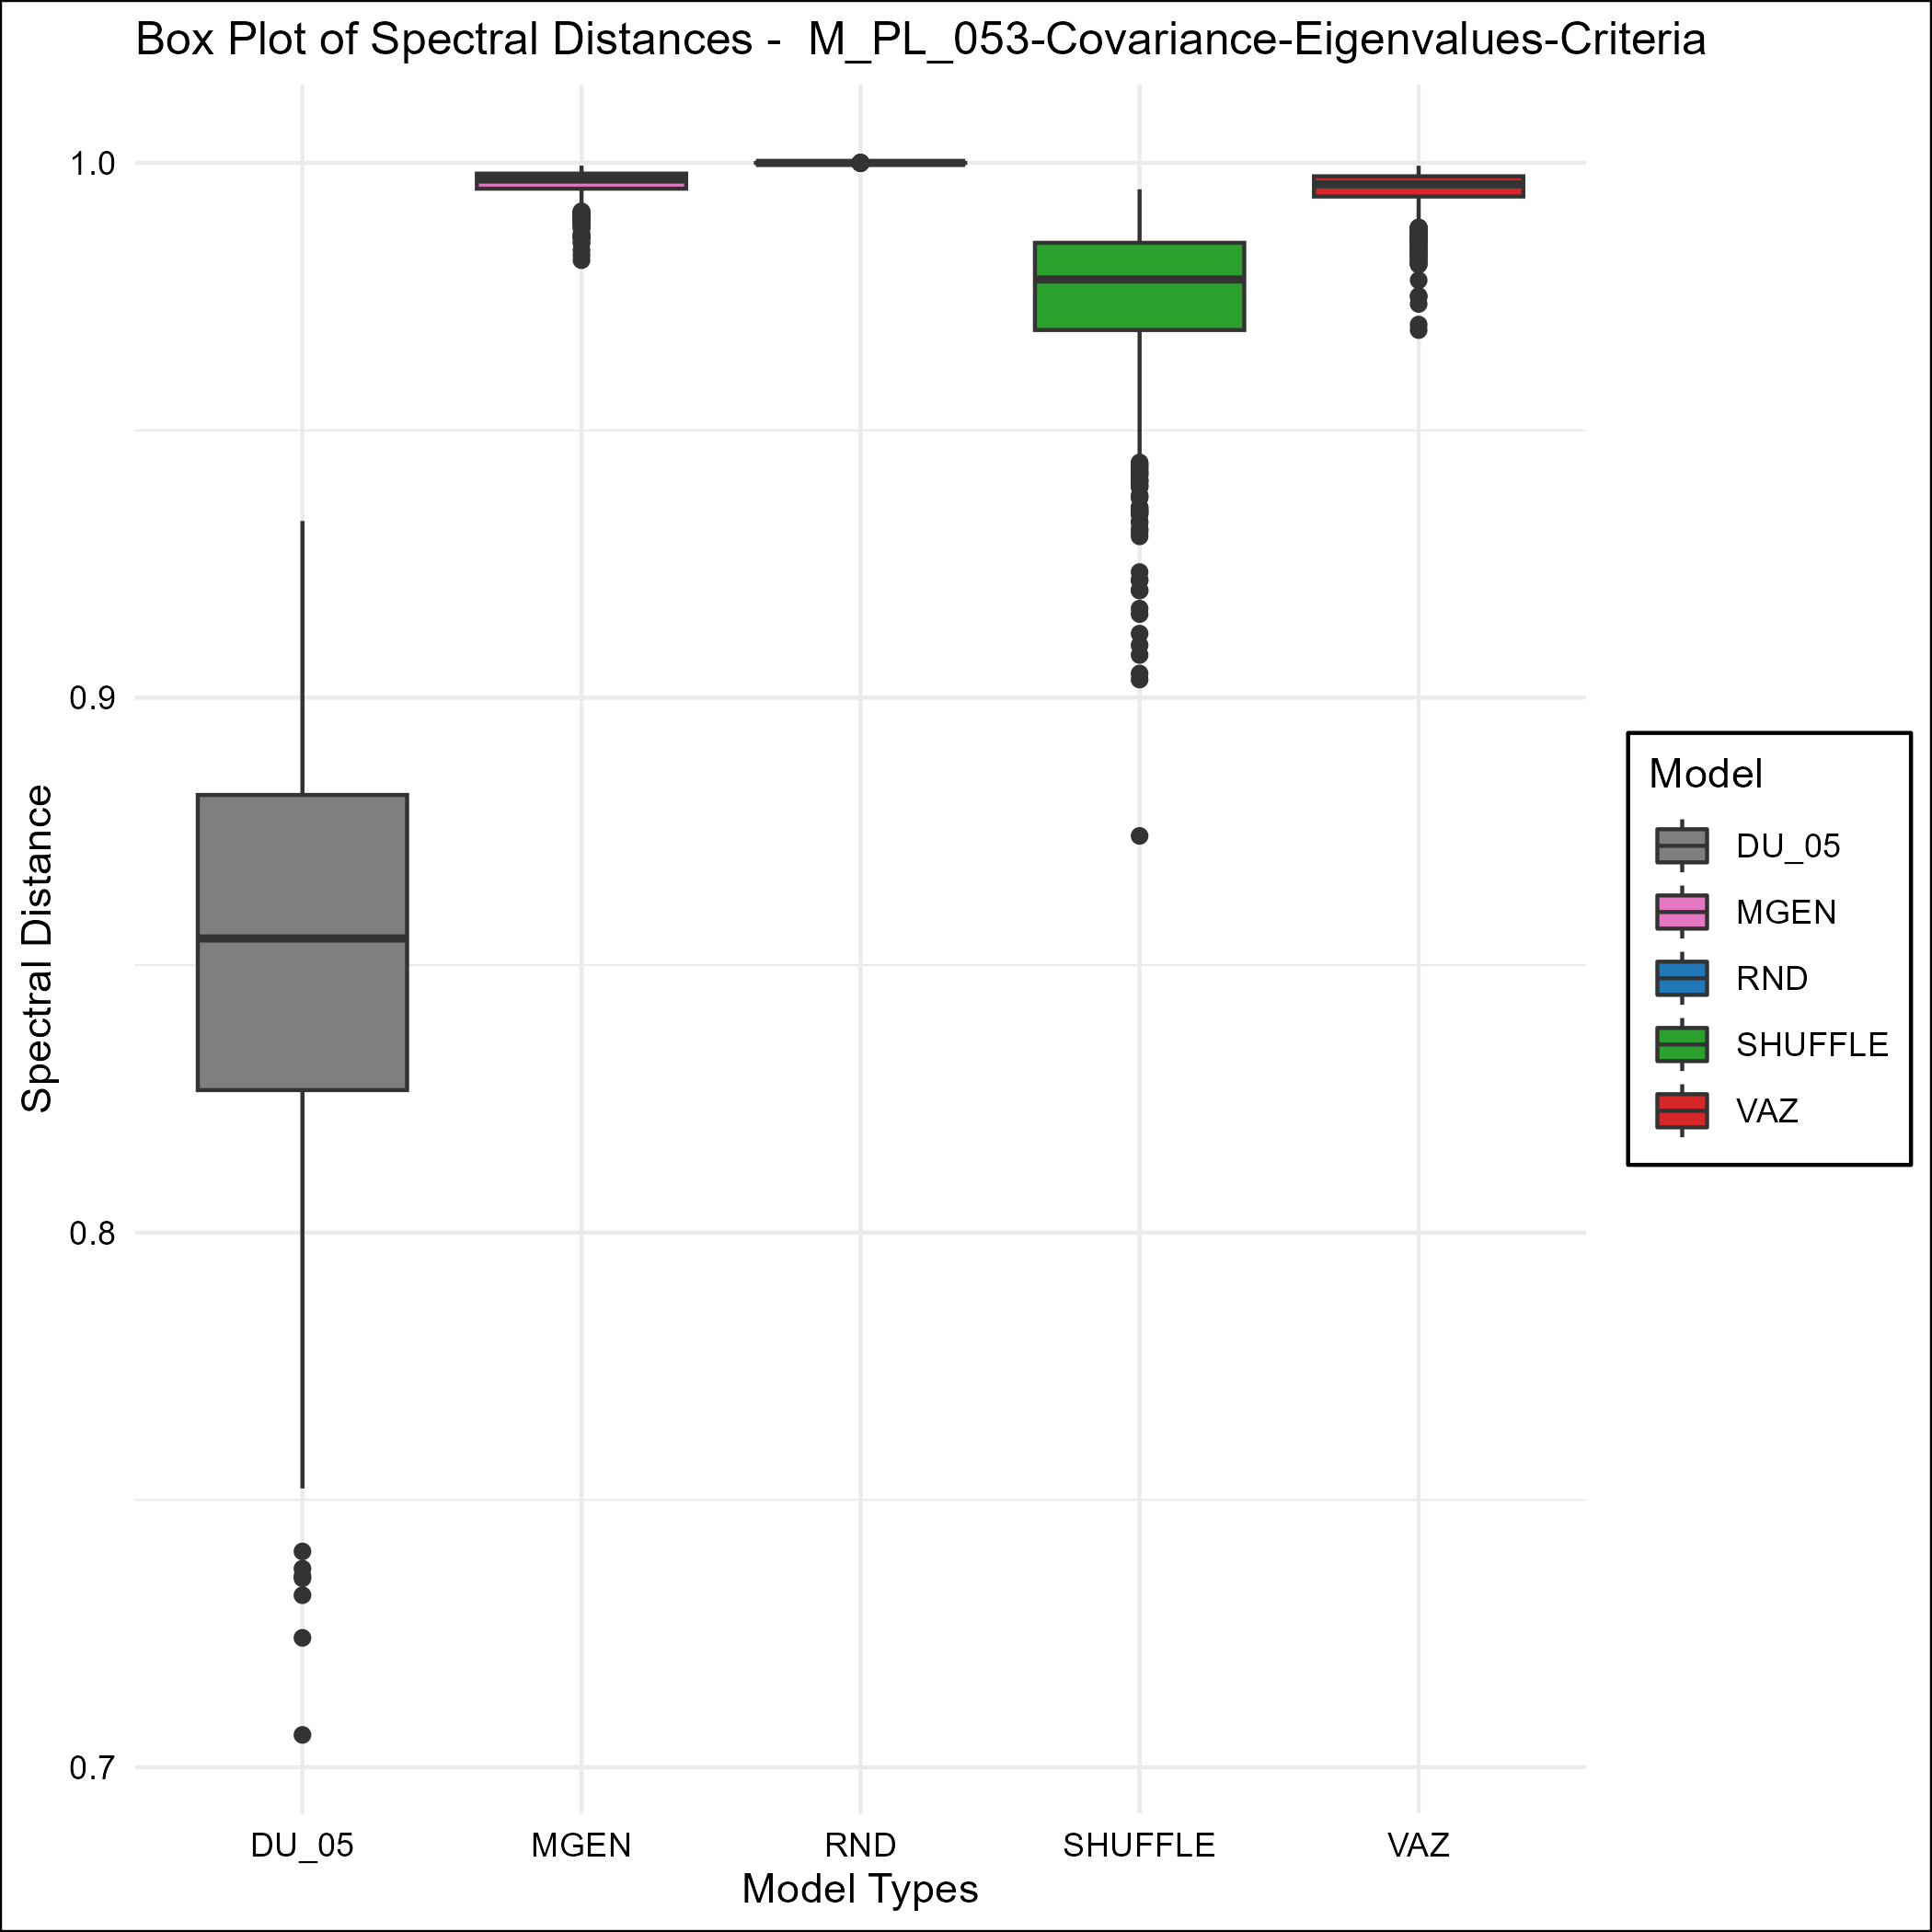 Box Plot of Spectral Distances -  M_PL_053-Covariance-Eigenvalues-Criteria
1.0
0.9
0.8
0.7
Spectral Distance
DU_05
MGEN
RND
SHUFFLE
VAZ
Model Types
Model
DU_05
MGEN
RND
SHUFFLE
VAZ